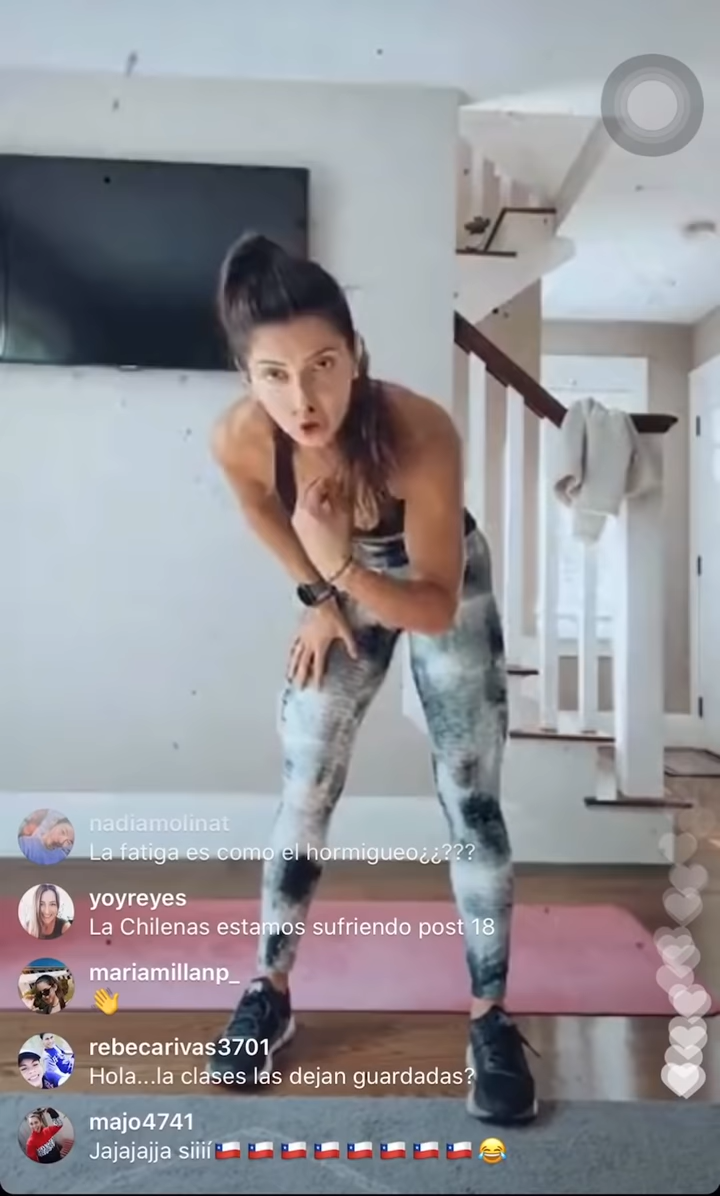 nadiamolinat
La fatiga es como el hormigueo¿¿???
yoyreyes
La Chilenas estamos sufriendo post 18
mariamillanp_
👋
rebecarivas3701
Hola...la clases las dejan guardadas?
majo4741
Jajajajja siiií🇨🇱🇨🇱🇨🇱🇨🇱🇨🇱🇨🇱🇨🇱🇨🇱😂